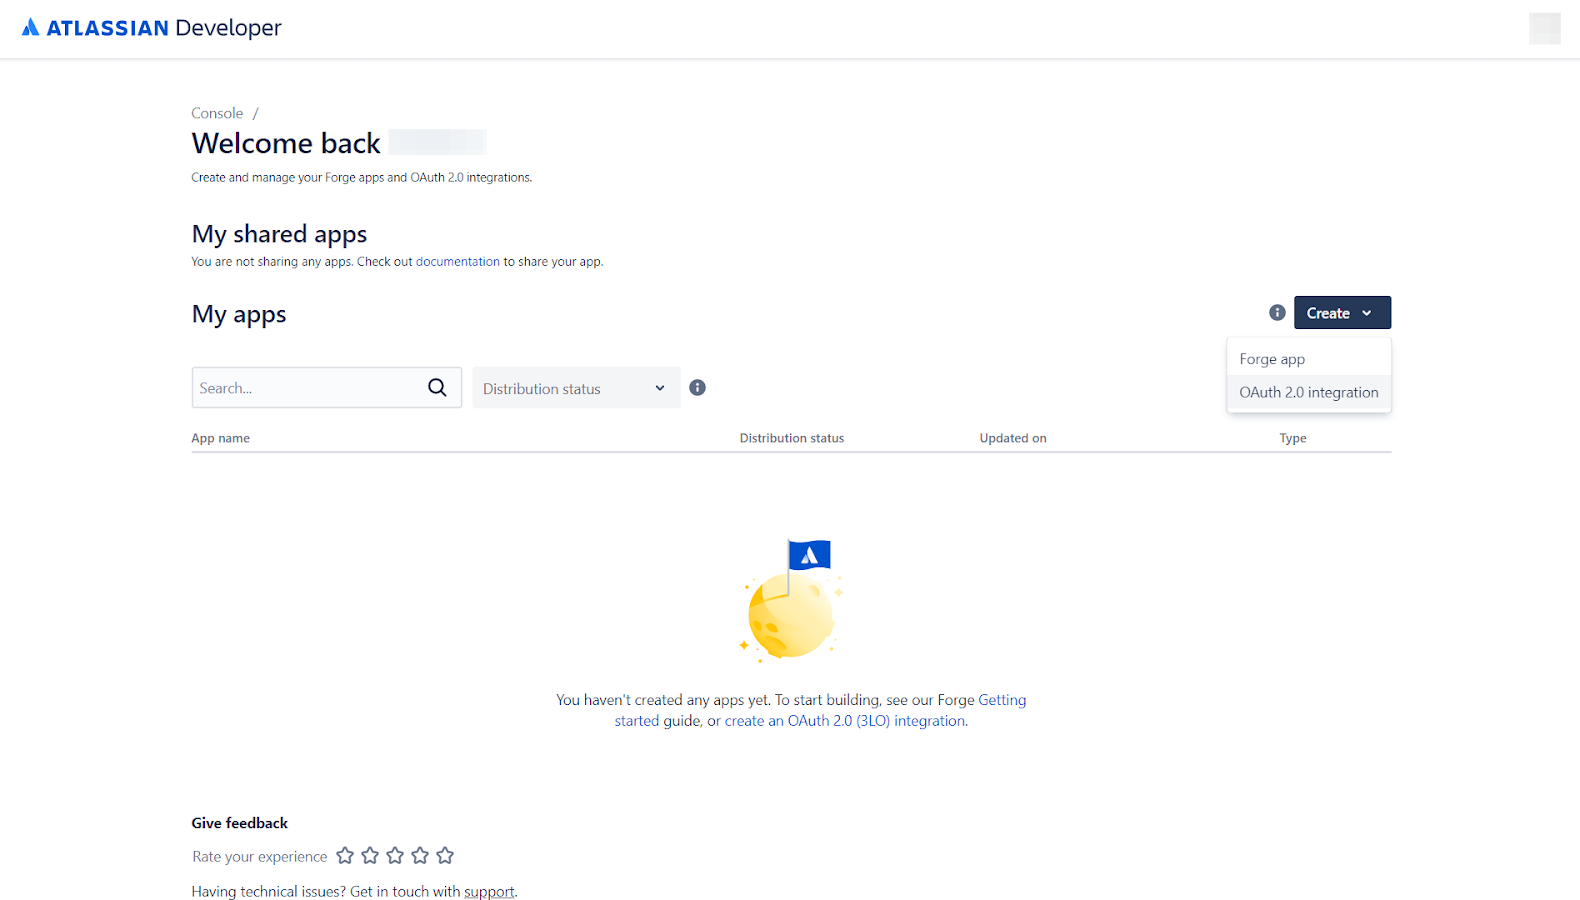 ATLASSIAN Developer
Console /
Welcome back
Create and manage your Forge apps and OAuth 2.0 integrations.
My shared apps
You are not sharing any apps. Check out documentation to share your app.
My apps
Create
Forge app
OAuth 2.0 integration
Search...
Distribution status
App name
Distribution status
Updated on
Type
You haven't created any apps yet. To start building, see our Forge Getting
started guide, or create an OAuth 2.0 (3LO) integration.
Give feedback
Rate your experience
Having technical issues? Get in touch with support.